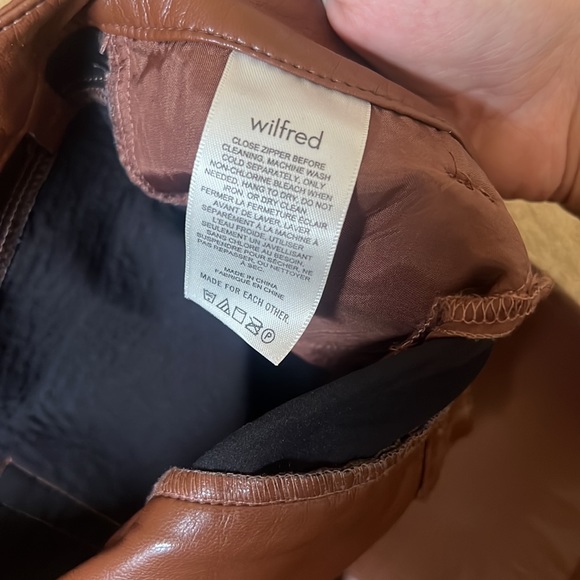 wilfred
CLOSE ZIPPER BEFORE
CLEANING, MACHINE WASH
COLD SEPARATELY, ONLY
NON-CHLORINE BLEACH WHEN
NEEDED, HANG TO DRY, DO NOT
IRON, OR DRY CLEAN
FERMER LA FERMETURE ÉCLAIR
AVANT DE LAVER, LAVER
SÉPARÉMENT À LA MACHINE À
L'EAU FROIDE, UTILISER
SEULEMENT UN JAVELLISANT
SANS CHLORE AU BESOIN,
SUSPENDRE POUR SÉCHER, NE
PAS REPASSER, OU NETTOYER
À SEC.
MADE IN CHINA
FABRIQUÉ EN CHINE
MADE FOR EACH OTHER.
P